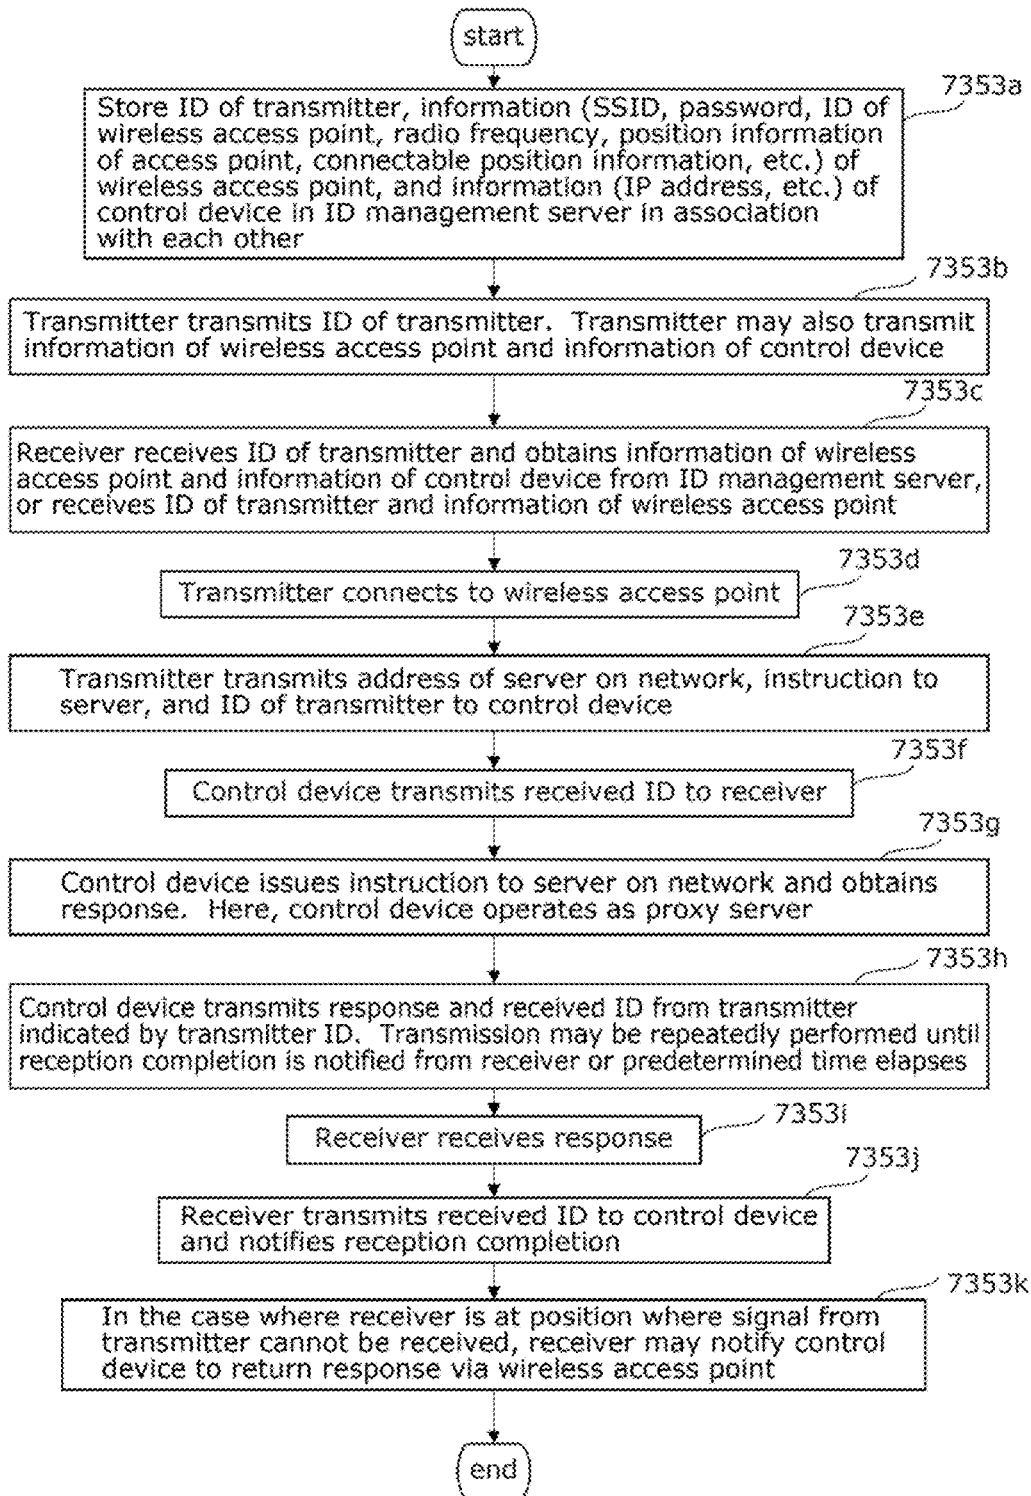 start
7353a
Store ID of transmitter, information (SSID, password, ID of
wireless access point, radio frequency, position information
of access point, connectable position information, etc.) of
wireless access point, and information (IP address, etc.) of
control device in ID management server in association
with each other
7353b
Transmitter transmits ID of transmitter. Transmitter may also transmit
information of wireless access point and information of control device
7353c
Receiver receives ID of transmitter and obtains information of wireless
access point and information of control device from ID management server,
or receives ID of transmitter and information of wireless access point
7353d
Transmitter connects to wireless access point
7353e
Transmitter transmits address of server on network, instruction to
server, and ID of transmitter to control device
7353f
Control device transmits received ID to receiver
7353g
Control device issues instruction to server on network and obtains
response. Here, control device operates as proxy server
7353h
Control device transmits response and received ID from transmitter
indicated by transmitter ID. Transmission may be repeatedly performed until
reception completion is notified from receiver or predetermined time elapses
7353i
Receiver receives response
7353j
Receiver transmits received ID to control device
and notifies reception completion
7353k
In the case where receiver is at position where signal from
transmitter cannot be received, receiver may notify control
device to return response via wireless access point
end